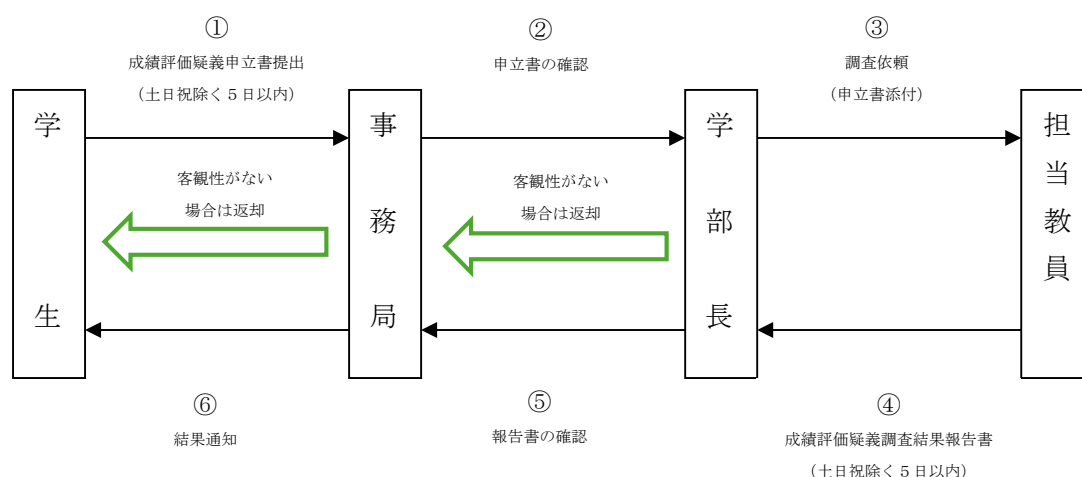 ①
成績評価疑義申立書提出
（土日祝除く５日以内）
②
申立書の確認
③
調査依頼
（申立書添付）
学生
事務局
学部長
担当教員
客観性がない
場合は返却
客観性がない
場合は返却
⑥
結果通知
⑤
報告書の確認
④
成績評価疑義調査結果報告書
（土日祝除く５日以内）